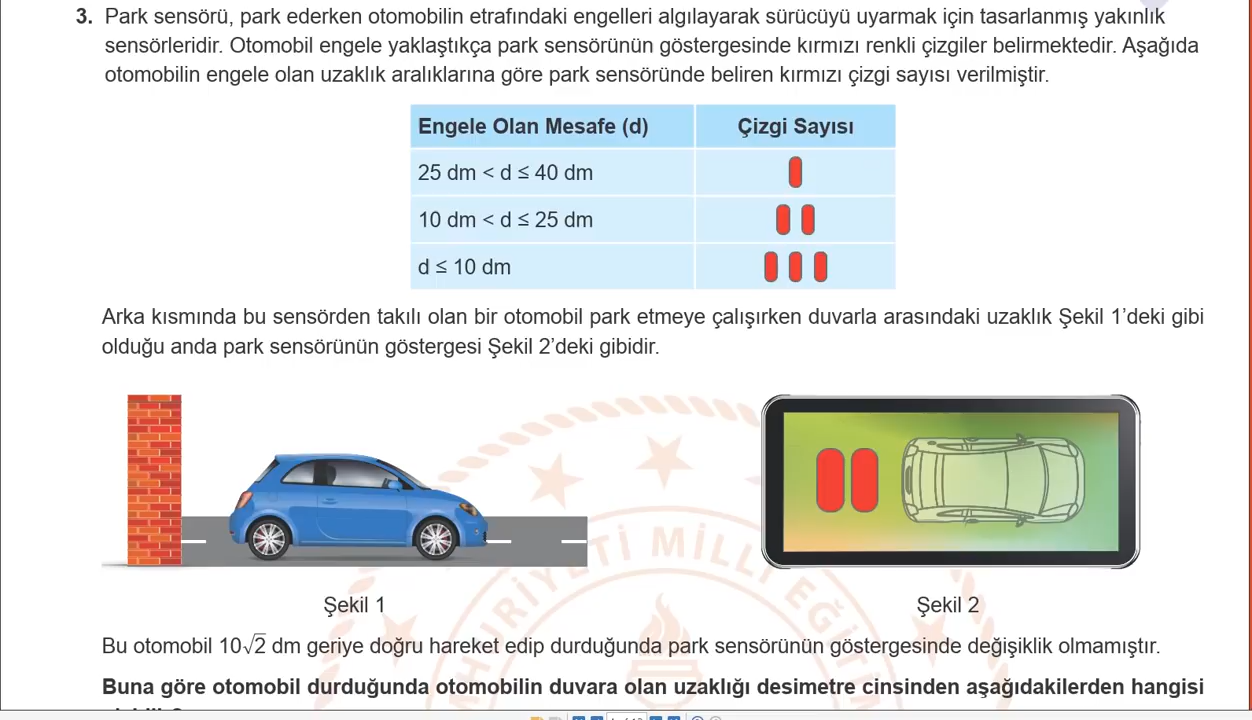 3. Park sensörü, park ederken otomobilin etrafındaki engelleri algılayarak sürücüyü uyarmak için tasarlanmış yakınlık
sensörleridir. Otomobil engele yaklaştıkça park sensörünün göstergesinde kırmızı renkli çizgiler belirmektedir. Aşağıda
otomobilin engele olan uzaklık aralıklarına göre park sensöründe beliren kırmızı çizgi sayısı verilmiştir.
Engele Olan Mesafe (d) Çizgi Sayısı
25 dm < d ≤ 40 dm
10 dm < d ≤ 25 dm
d ≤ 10 dm
Arka kısmında bu sensörden takılı olan bir otomobil park etmeye çalışırken duvarla arasındaki uzaklık Şekil 1’deki gibi
olduğu anda park sensörünün göstergesi Şekil 2’deki gibidir.
Şekil 1 Şekil 2
Bu otomobil 10√2 dm geriye doğru hareket edip durduğunda park sensörünün göstergesinde değişiklik olmamıştır.
Buna göre otomobil durduğunda otomobilin duvara olan uzaklığı desimetre cinsinden aşağıdakilerden hangisi